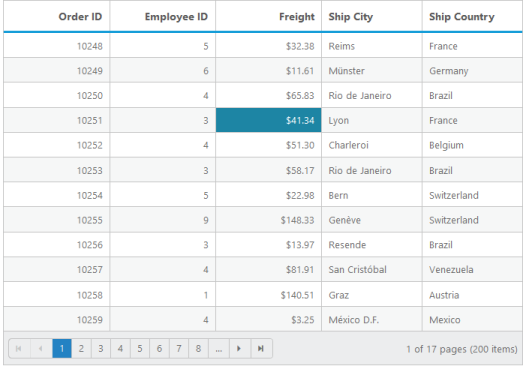 Order ID Employee ID Freight Ship City Ship Country
10248 5 $32.38 Reims France
10249 6 $11.61 Münster Germany
10250 4 $65.83 Rio de Janeiro Brazil
10251 3 $41.34 Lyon France
10252 4 $51.30 Charleroi Belgium
10253 3 $58.17 Rio de Janeiro Brazil
10254 5 $22.98 Bern Switzerland
10255 9 $148.33 Genève Switzerland
10256 3 $13.97 Resende Brazil
10257 4 $81.91 San Cristóbal Venezuela
10258 1 $140.51 Graz Austria
10259 4 $3.25 México D.F. Mexico
1 2 3 4 5 6 7 8 ... 1 of 17 pages (200 items)